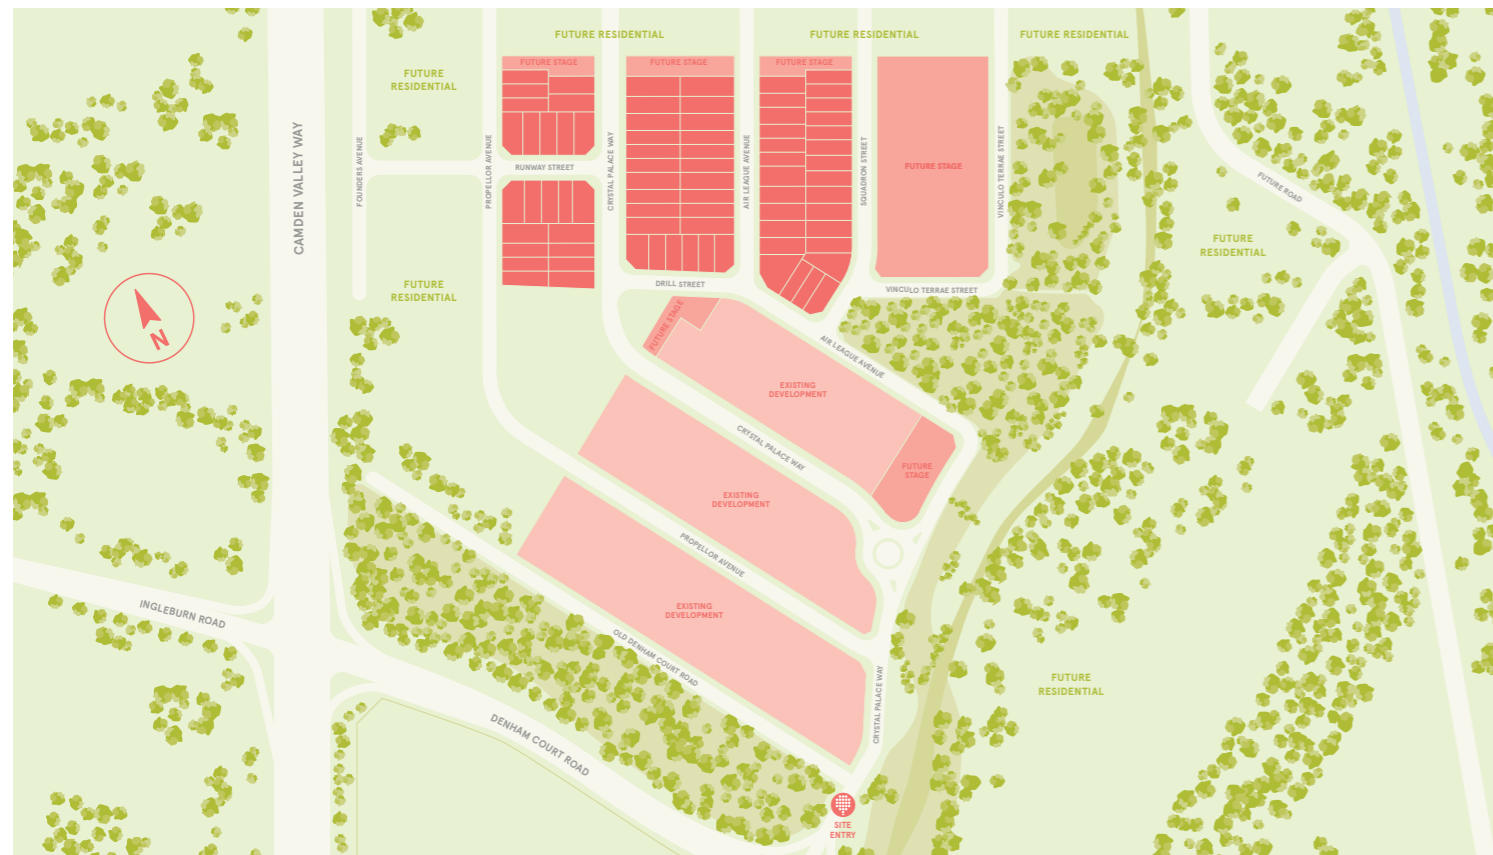 FUTURE RESIDENTIAL
FUTURE RESIDENTIAL
FUTURE RESIDENTIAL
FUTURE STAGE
FUTURE STAGE
FUTURE STAGE
FUTURE
RESIDENTIAL
CAMDEN VALLEY WAY
FOUNDERS AVENUE
PROPELLOR AVENUE
RUNWAY STREET
CRYSTAL PALACE WAY
AIR LEAGUE AVENUE
SQUADRON STREET
FUTURE STAGE
VINCULO TERRAE STREET
FUTURE ROAD
FUTURE
RESIDENTIAL
FUTURE
RESIDENTIAL
DRILL STREET
VINCULO TERRAE STREET
N
FUTURE STAGE
AIR LEAGUE AVENUE
EXISTING
DEVELOPMENT
CRYSTAL PALACE WAY
FUTURE
STAGE
EXISTING
DEVELOPMENT
PROPELLOR AVENUE
EXISTING
DEVELOPMENT
INGLEBURN ROAD
OLD DENHAM COURT ROAD
CRYSTAL PALACE WAY
FUTURE
RESIDENTIAL
DENHAM COURT ROAD
SITE
ENTRY